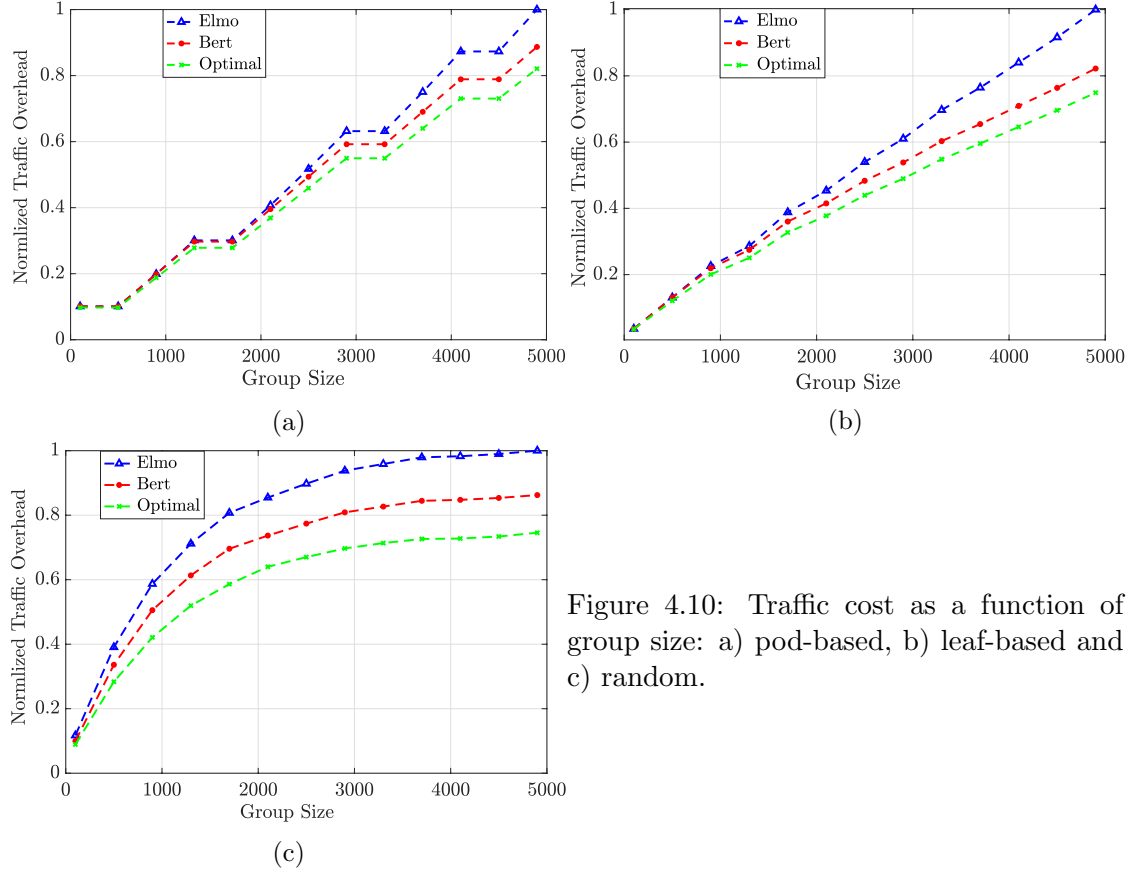 1
0.8
0.6
0.4
0.2
0
Normlized Traffic Overhead
Elmo
Bert
Optimal
0 1000 2000 3000 4000 5000
Group Size
(a)
1
0.8
0.6
0.4
0.2
Normlized Traffic Overhead
Elmo
Bert
Optimal
0 1000 2000 3000 4000 5000
Group Size
(b)
1
0.8
0.6
0.4
0.2
0
Normlized Traffic Overhead
Elmo
Bert
Optimal
0 1000 2000 3000 4000 5000
Group Size
(c)
Figure 4.10: Traffic cost as a function of
group size: a) pod-based, b) leaf-based and
c) random.